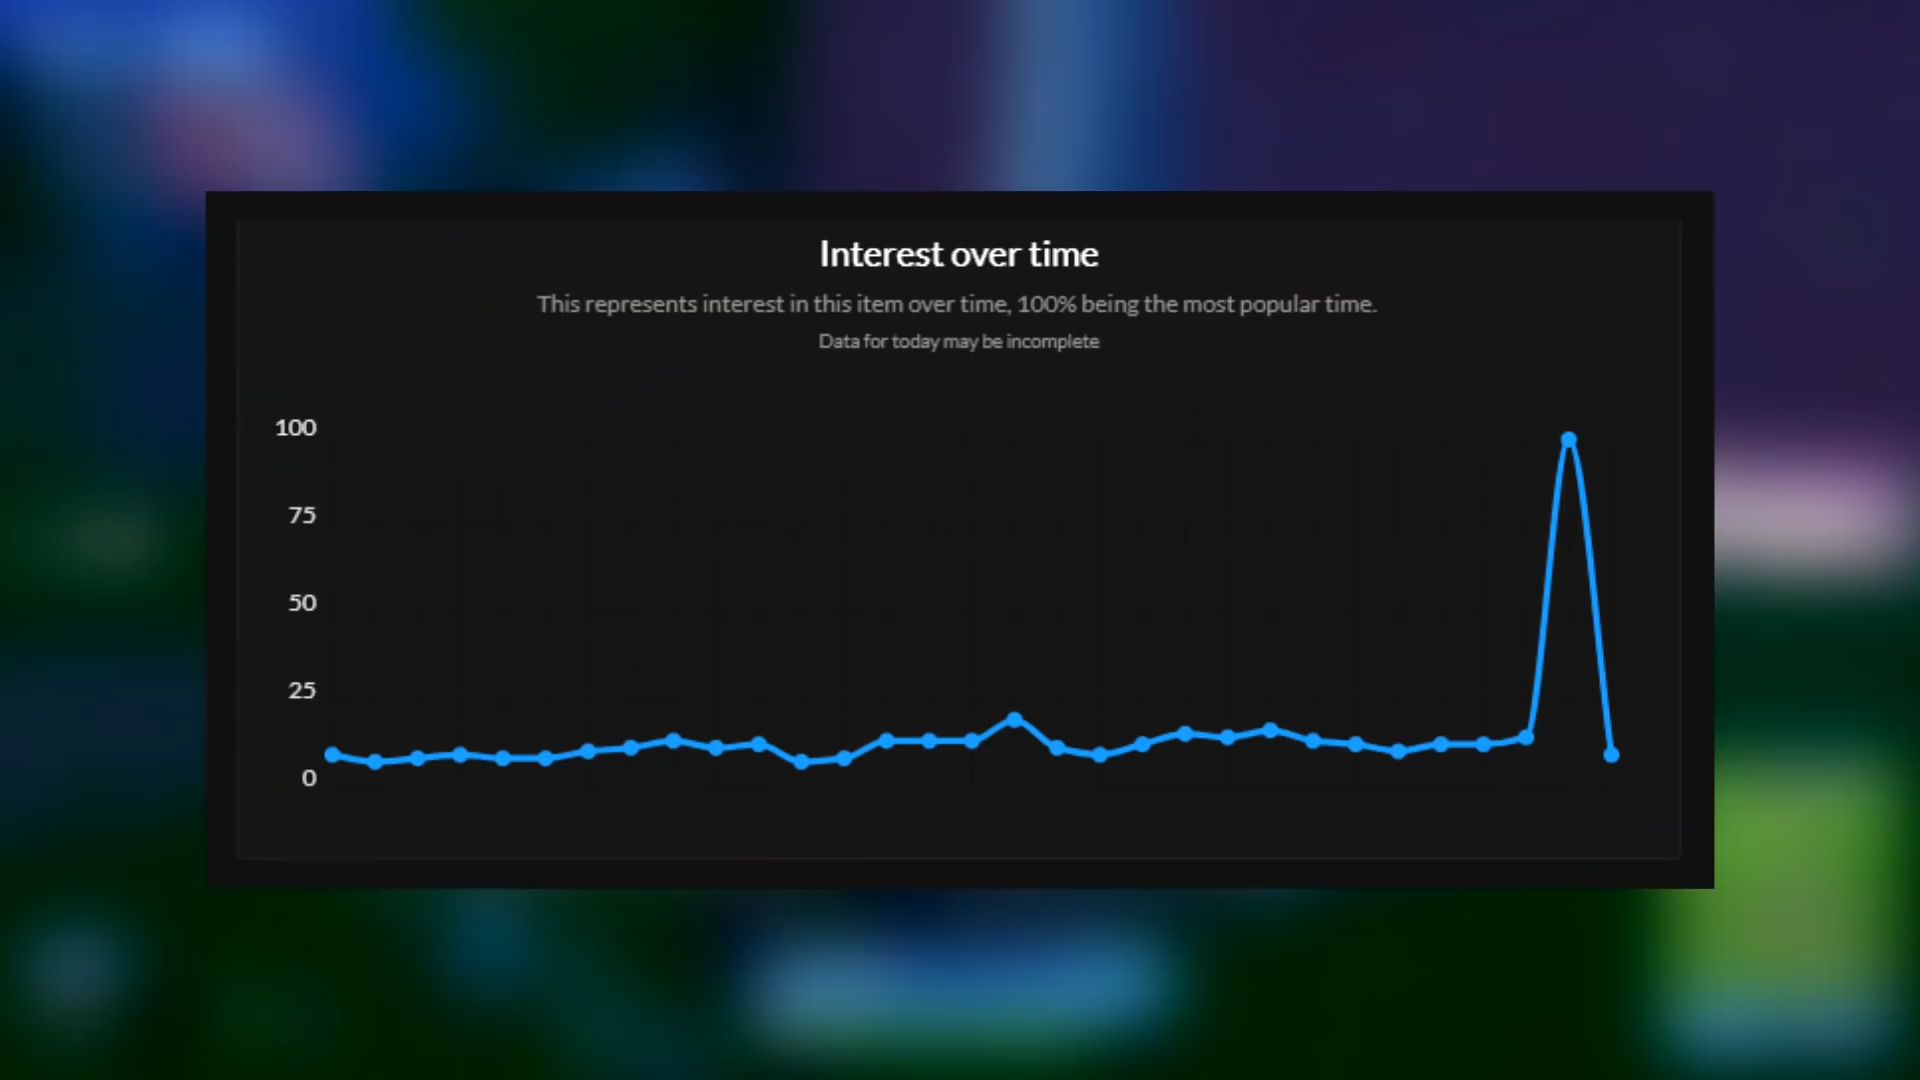 Interest over time
This represents interest in this item over time, 100% being the most popular time.
Data for today may be incomplete
100
75
50
25
0